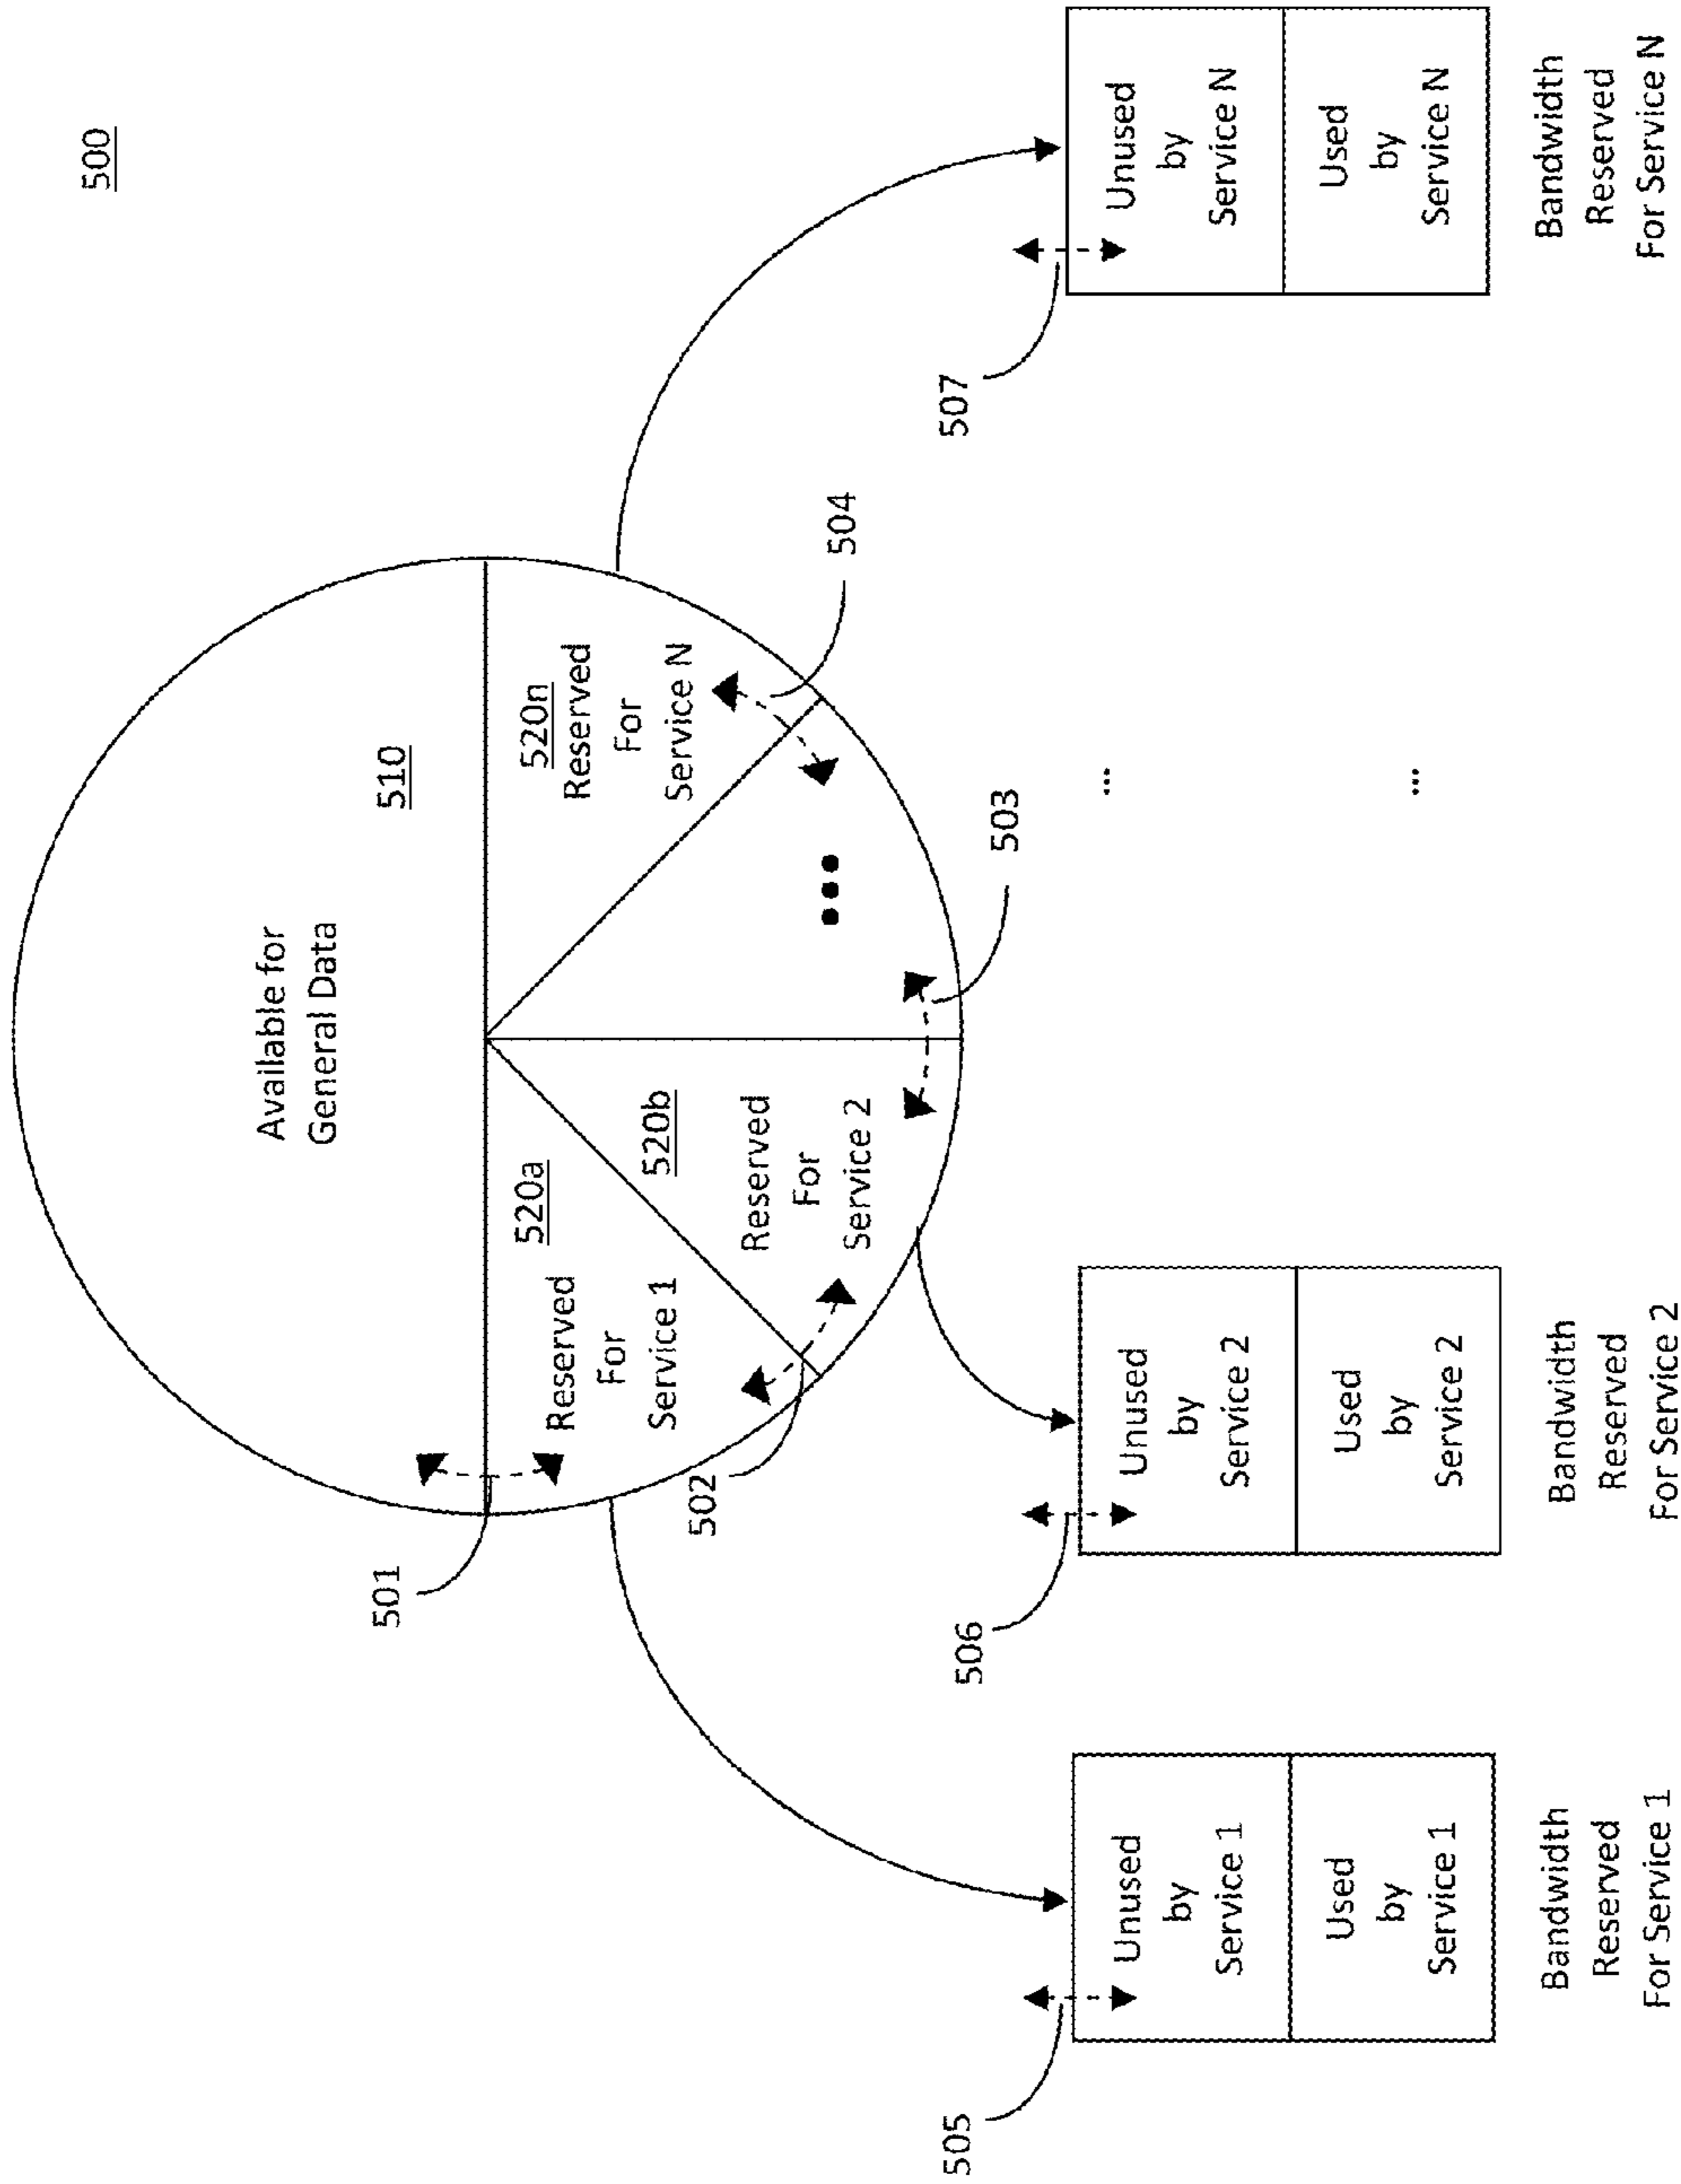 500
Available for
General Data
510
520a
Reserved
For
Service 1
520b
Reserved
For
Service 2
•••
520n
Reserved
For
Service N
501
502
503
504
505
Unused
by
Service 1
Used
by
Service 1
Bandwidth
Reserved
For Service 1
506
Unused
by
Service 2
Used
by
Service 2
Bandwidth
Reserved
For Service 2
...
...
507
Unused
by
Service N
Used
by
Service N
Bandwidth
Reserved
For Service N